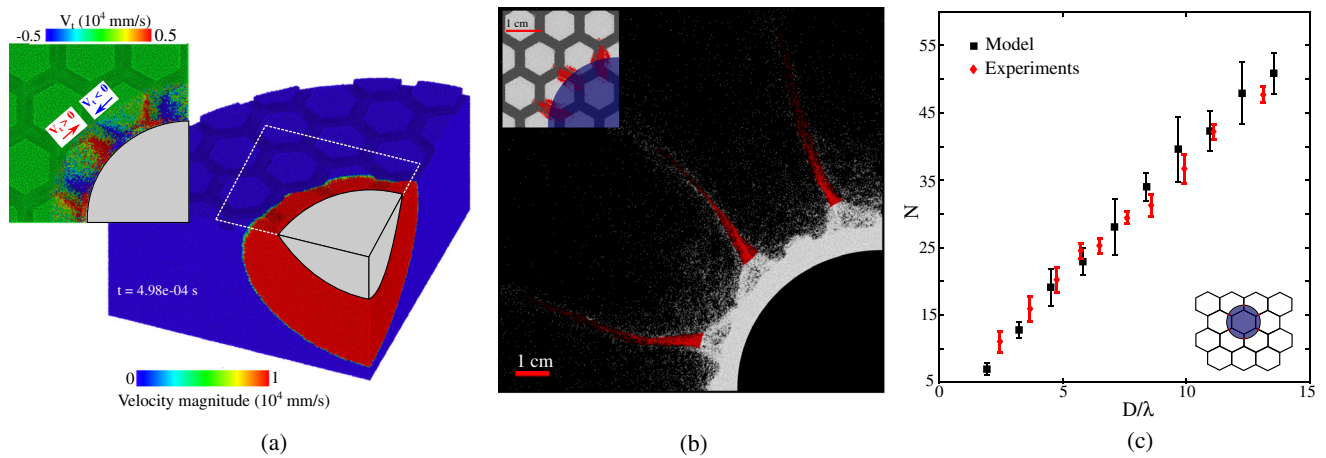 V_t (10^4 mm/s)
-0.5 0.5
V_t > 0
V_t < 0
t = 4.98e-04 s
0 1
Velocity magnitude (10^4 mm/s)
(a)
1 cm
1 cm
(b)
N
55
45
35
25
15
5
Model
Experiments
0 5 10 15
D/λ
(c)